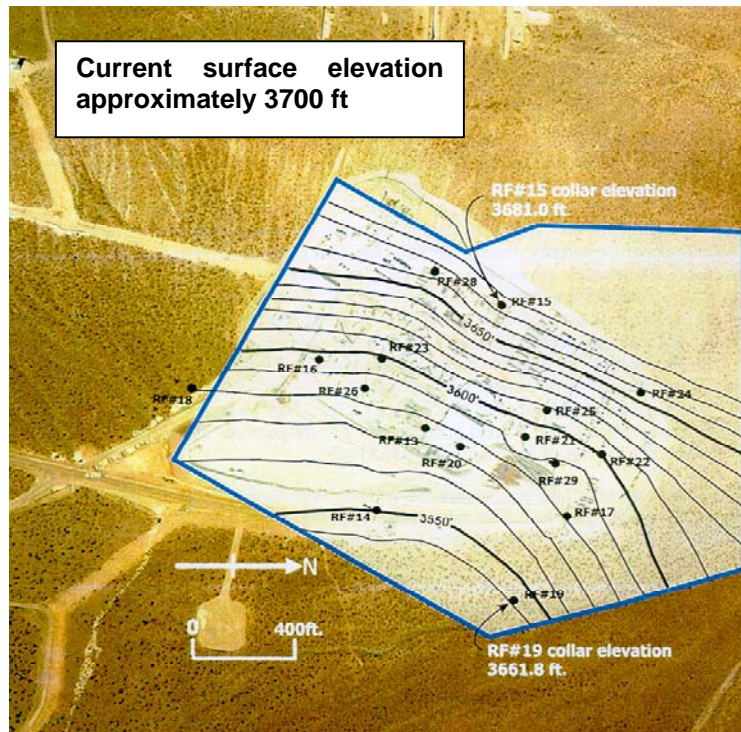 Current surface elevation
approximately 3700 ft
RF#15 collar elevation
3681.0 ft.
RF#28
RF#15
3650'
RF#23
RF#16
RF#24
RF#18
RF#26
3600'
RF#25
RF#13
RF#21
RF#20
RF#22
RF#29
RF#14
3550'
RF#17
N
RF#19
0
400ft.
RF#19 collar elevation
3661.8 ft.